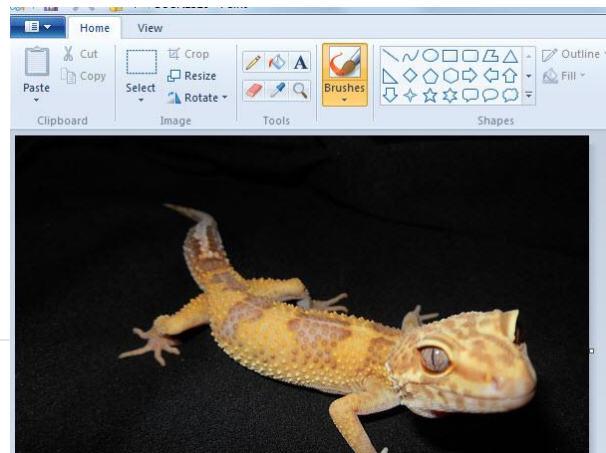 Home View
Cut
Copy
Paste
Clipboard
Select
Crop
Resize
Rotate
Image
A
Tools
Brushes
Outline
Fill
Shapes